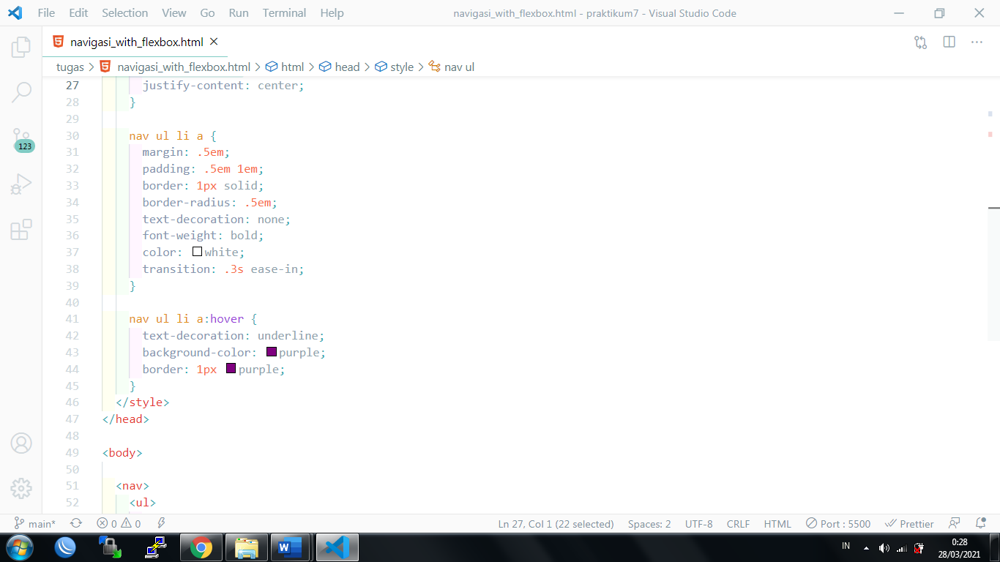 File Edit Selection View Go Run Terminal Help navigasi_with_flexbox.html - praktikum7 - Visual Studio Code
navigasi_with_flexbox.html
tugas > navigasi_with_flexbox.html > html > head > style > nav ul
27 justify-content: center;
28 }
29
30 nav ul li a {
31 margin: .5em;
32 padding: .5em 1em;
33 border: 1px solid;
34 border-radius: .5em;
35 text-decoration: none;
36 font-weight: bold;
37 color: white;
38 transition: .3s ease-in;
39 }
40
41 nav ul li a:hover {
42 text-decoration: underline;
43 background-color: purple;
44 border: 1px purple;
45 }
46 </style>
47 </head>
48
49 <body>
50
51 <nav>
52 <ul>
123
main* 0 0 Ln 27, Col 1 (22 selected) Spaces: 2 UTF-8 CRLF HTML Port : 5500 Prettier
IN 0:28
28/03/2021